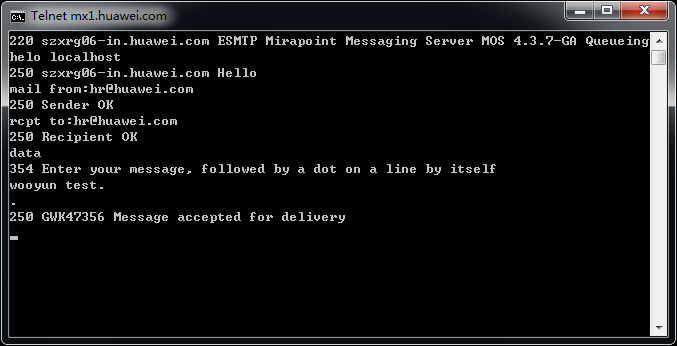 Telnet mx1.huawei.com
220 szxrg06-in.huawei.com ESMTP Mirapoint Messaging Server MOS 4.3.7-GA Queueing
helo localhost
250 szxrg06-in.huawei.com Hello
mail from:hr@huawei.com
250 Sender OK
rcpt to:hr@huawei.com
250 Recipient OK
data
354 Enter your message, followed by a dot on a line by itself
wooyun test.
.
250 GWK47356 Message accepted for delivery